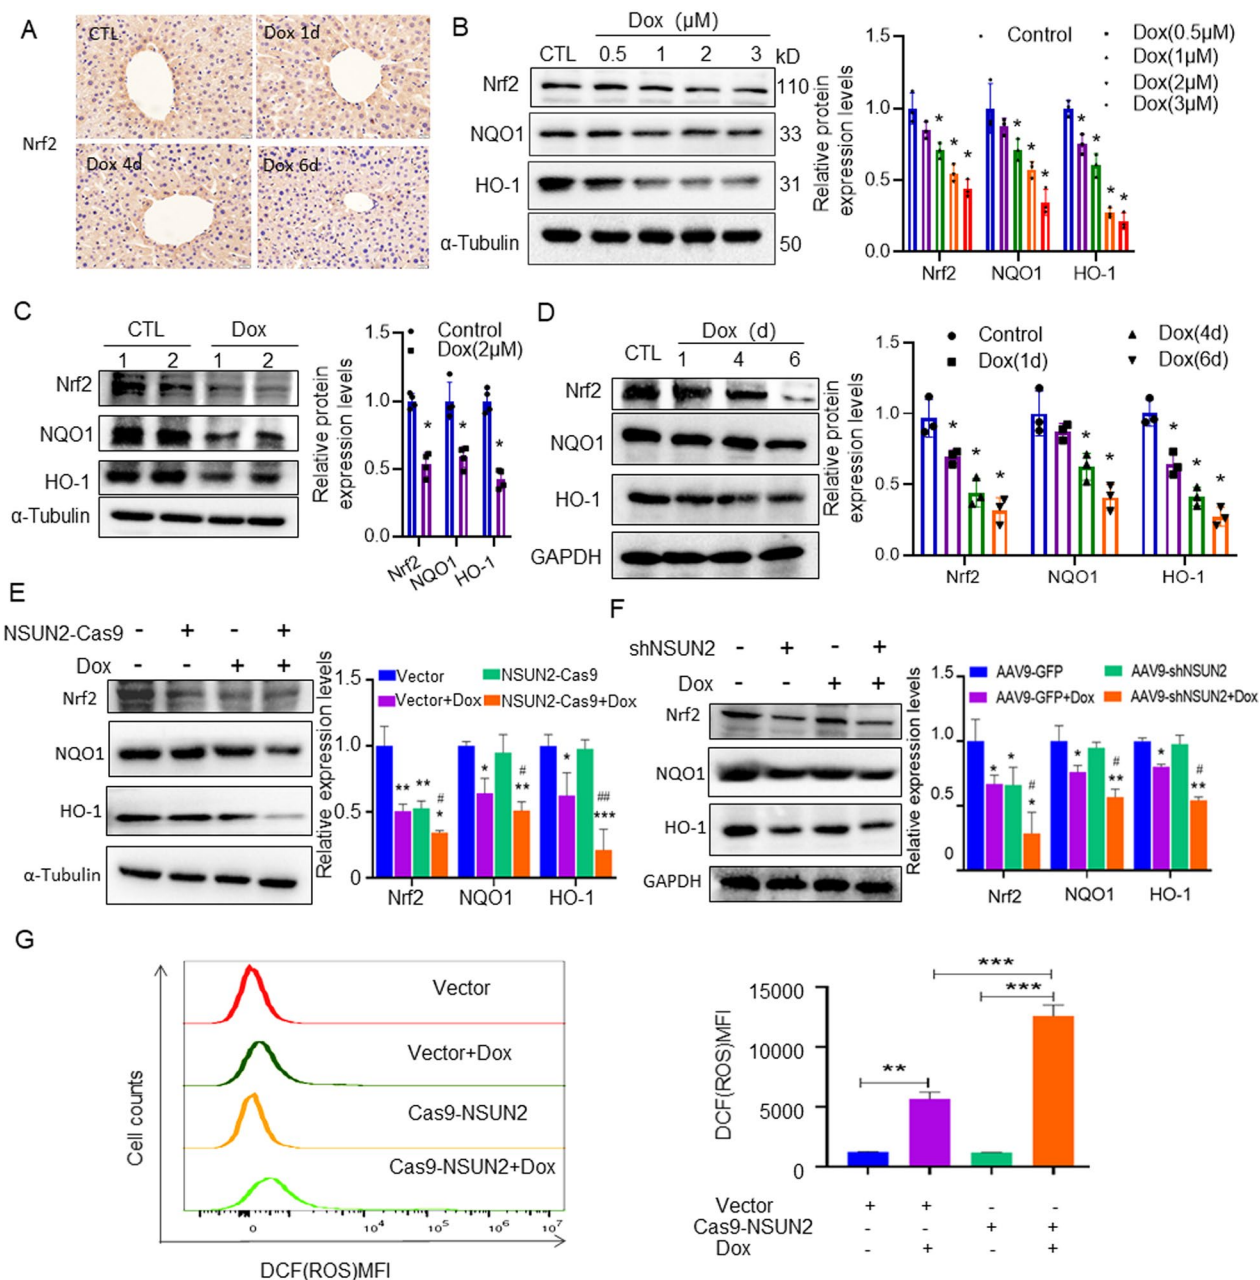 A
CTL
Dox 1d
Nrf2
Dox 4d
Dox 6d
B
Dox (µM)
CTL 0.5 1 2 3 kD
Nrf2 110
NQO1 33
HO-1 31
α-Tubulin 50
Relative protein
expression levels
1.5
1.0
0.5
0.0
Control
Dox(0.5µM)
Dox(1µM)
Dox(2µM)
Dox(3µM)
* * * * * * * * * *
Nrf2 NQO1 HO-1
C
CTL Dox
1 2 1 2
Nrf2
NQO1
HO-1
α-Tubulin
Relative protein
expression levels
1.5
1.0
0.5
0.0
Control
Dox(2µM)
* * *
Nrf2 NQO1 HO-1
D
Dox (d)
CTL 1 4 6
Nrf2
NQO1
HO-1
GAPDH
Relative protein
expression levels
1.5
1.0
0.5
0.0
Control
Dox(1d)
Dox(4d)
Dox(6d)
* * * * * * * *
Nrf2 NQO1 HO-1
E
NSUN2-Cas9 - + - +
Dox - - + +
Nrf2
NQO1
HO-1
α-Tubulin
Relative expression levels
1.5
1.0
0.5
0
Vector NSUN2-Cas9
Vector+Dox NSUN2-Cas9+Dox
# # ##
** ** * * ** * ***
Nrf2 NQO1 HO-1
F
shNSUN2 - + - +
Dox - - + +
Nrf2
NQO1
HO-1
GAPDH
Relative expression levels
1.5
1.0
0.5
0
AAV9-GFP AAV9-shNSUN2
AAV9-GFP+Dox AAV9-shNSUN2+Dox
# # #
* * * * ** * **
Nrf2 NQO1 HO-1
G
Cell counts
Vector
Vector+Dox
Cas9-NSUN2
Cas9-NSUN2+Dox
0 10⁴ 10⁵ 10⁶ 10⁷
DCF(ROS)MFI
DCF(ROS)MFI
15000
10000
5000
0
***
***
**
Vector + + - -
Cas9-NSUN2 - - + +
Dox - + - +